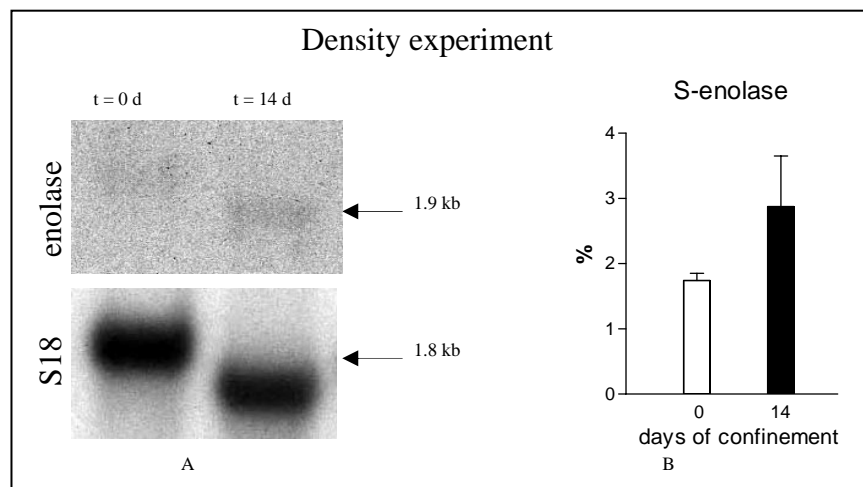 Density experiment
t = 0 d
t = 14 d
enolase
1.9 kb
S18
1.8 kb
A
S-enolase
%
4
3
2
1
0
0 14
days of confinement
B